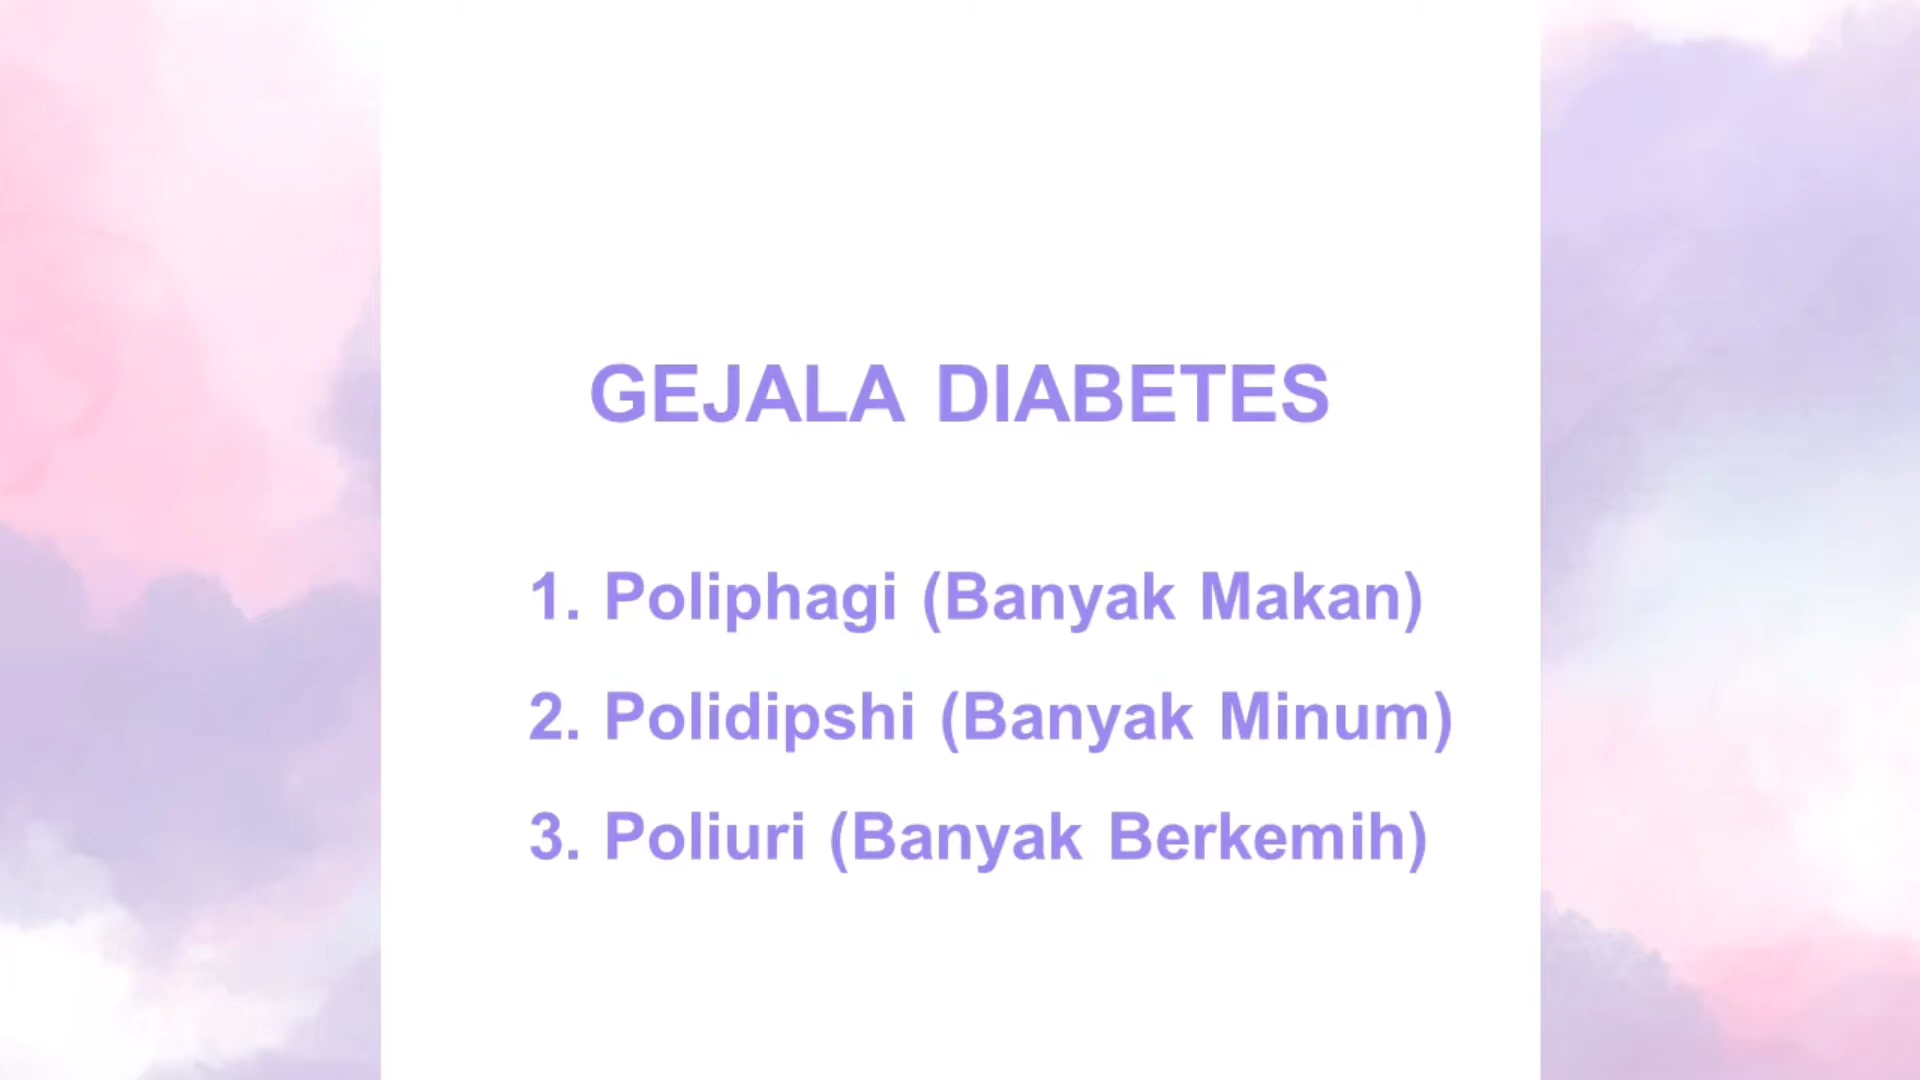 GEJALA DIABETES
1. Poliphagi (Banyak Makan)
2. Polidipshi (Banyak Minum)
3. Poliuri (Banyak Berkemih)